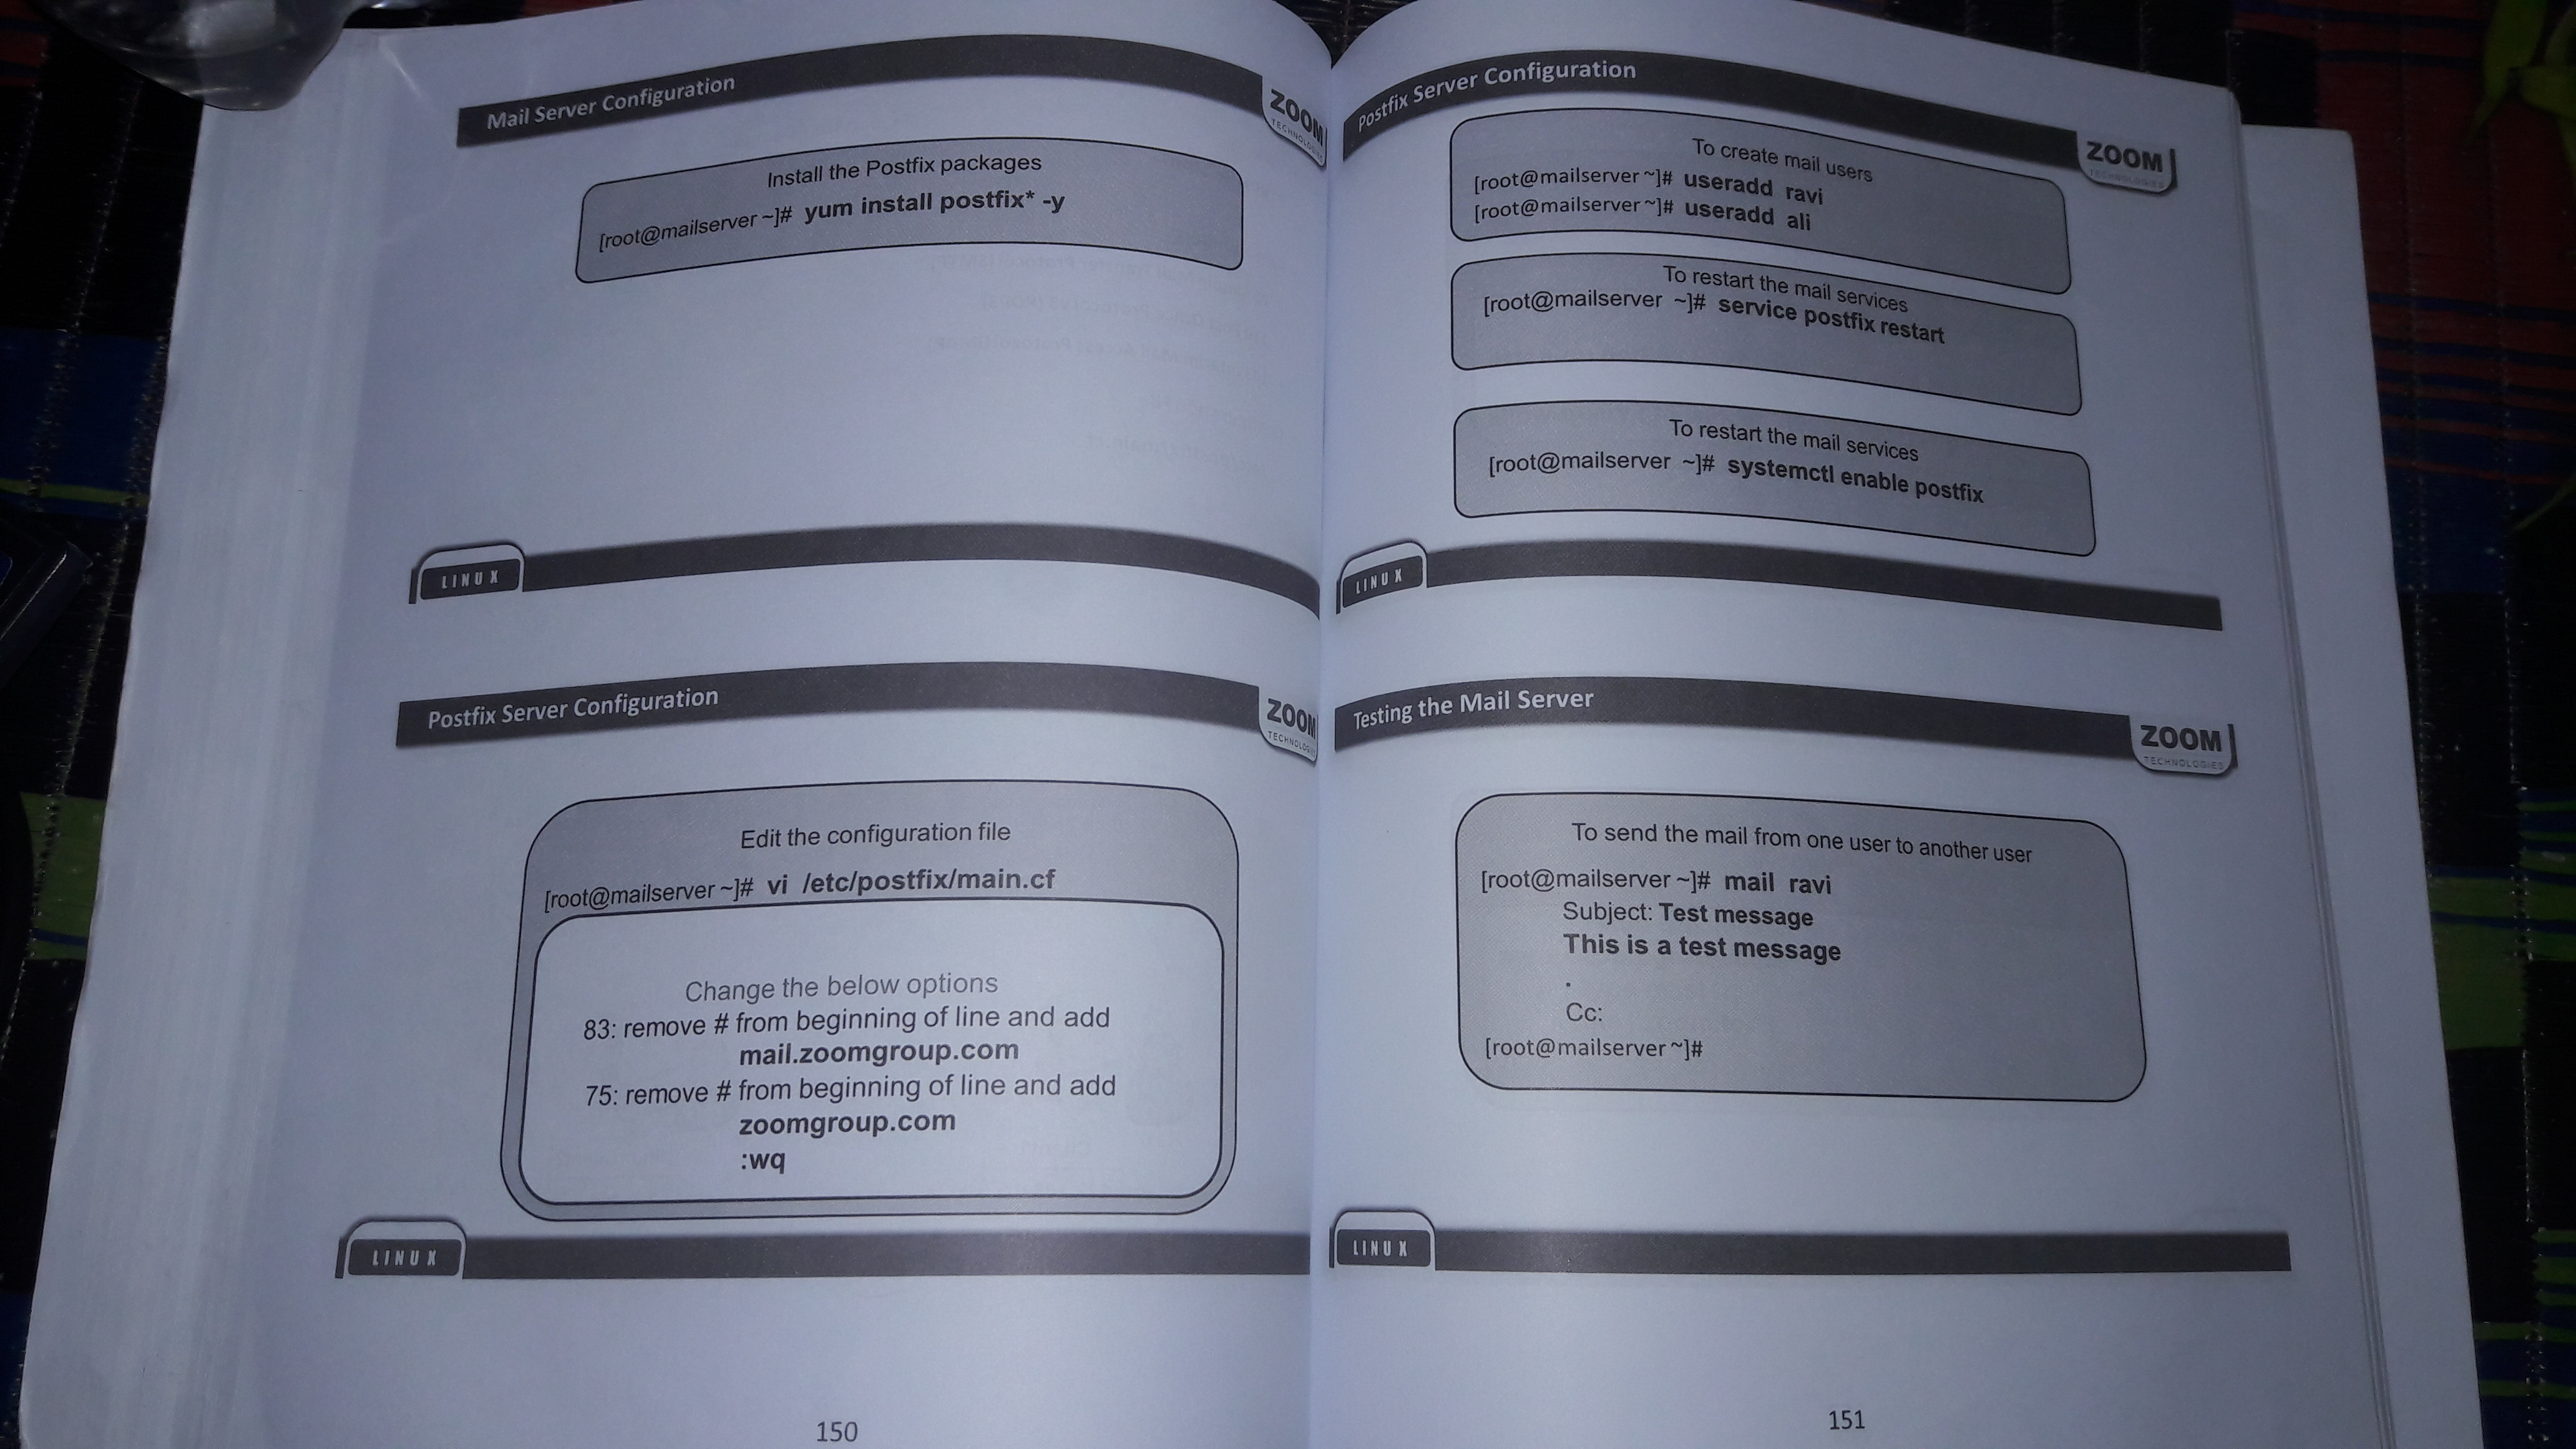 Mail Server Configuration
ZOOM
TECHNOLOGIES
Install the Postfix packages
[root@mailserver ~]# yum install postfix* -y
LINUX
Postfix Server Configuration
ZOOM
TECHNOLOGIES
Edit the configuration file
[root@mailserver ~]# vi /etc/postfix/main.cf
Change the below options
83: remove # from beginning of line and add
mail.zoomgroup.com
75: remove # from beginning of line and add
zoomgroup.com
:wq
LINUX
150
Postfix Server Configuration
ZOOM
TECHNOLOGIES
To create mail users
[root@mailserver ~]# useradd ravi
[root@mailserver ~]# useradd ali
To restart the mail services
[root@mailserver ~]# service postfix restart
To restart the mail services
[root@mailserver ~]# systemctl enable postfix
LINUX
Testing the Mail Server
ZOOM
TECHNOLOGIES
To send the mail from one user to another user
[root@mailserver ~]# mail ravi
Subject: Test message
This is a test message
.
Cc:
[root@mailserver ~]#
LINUX
151